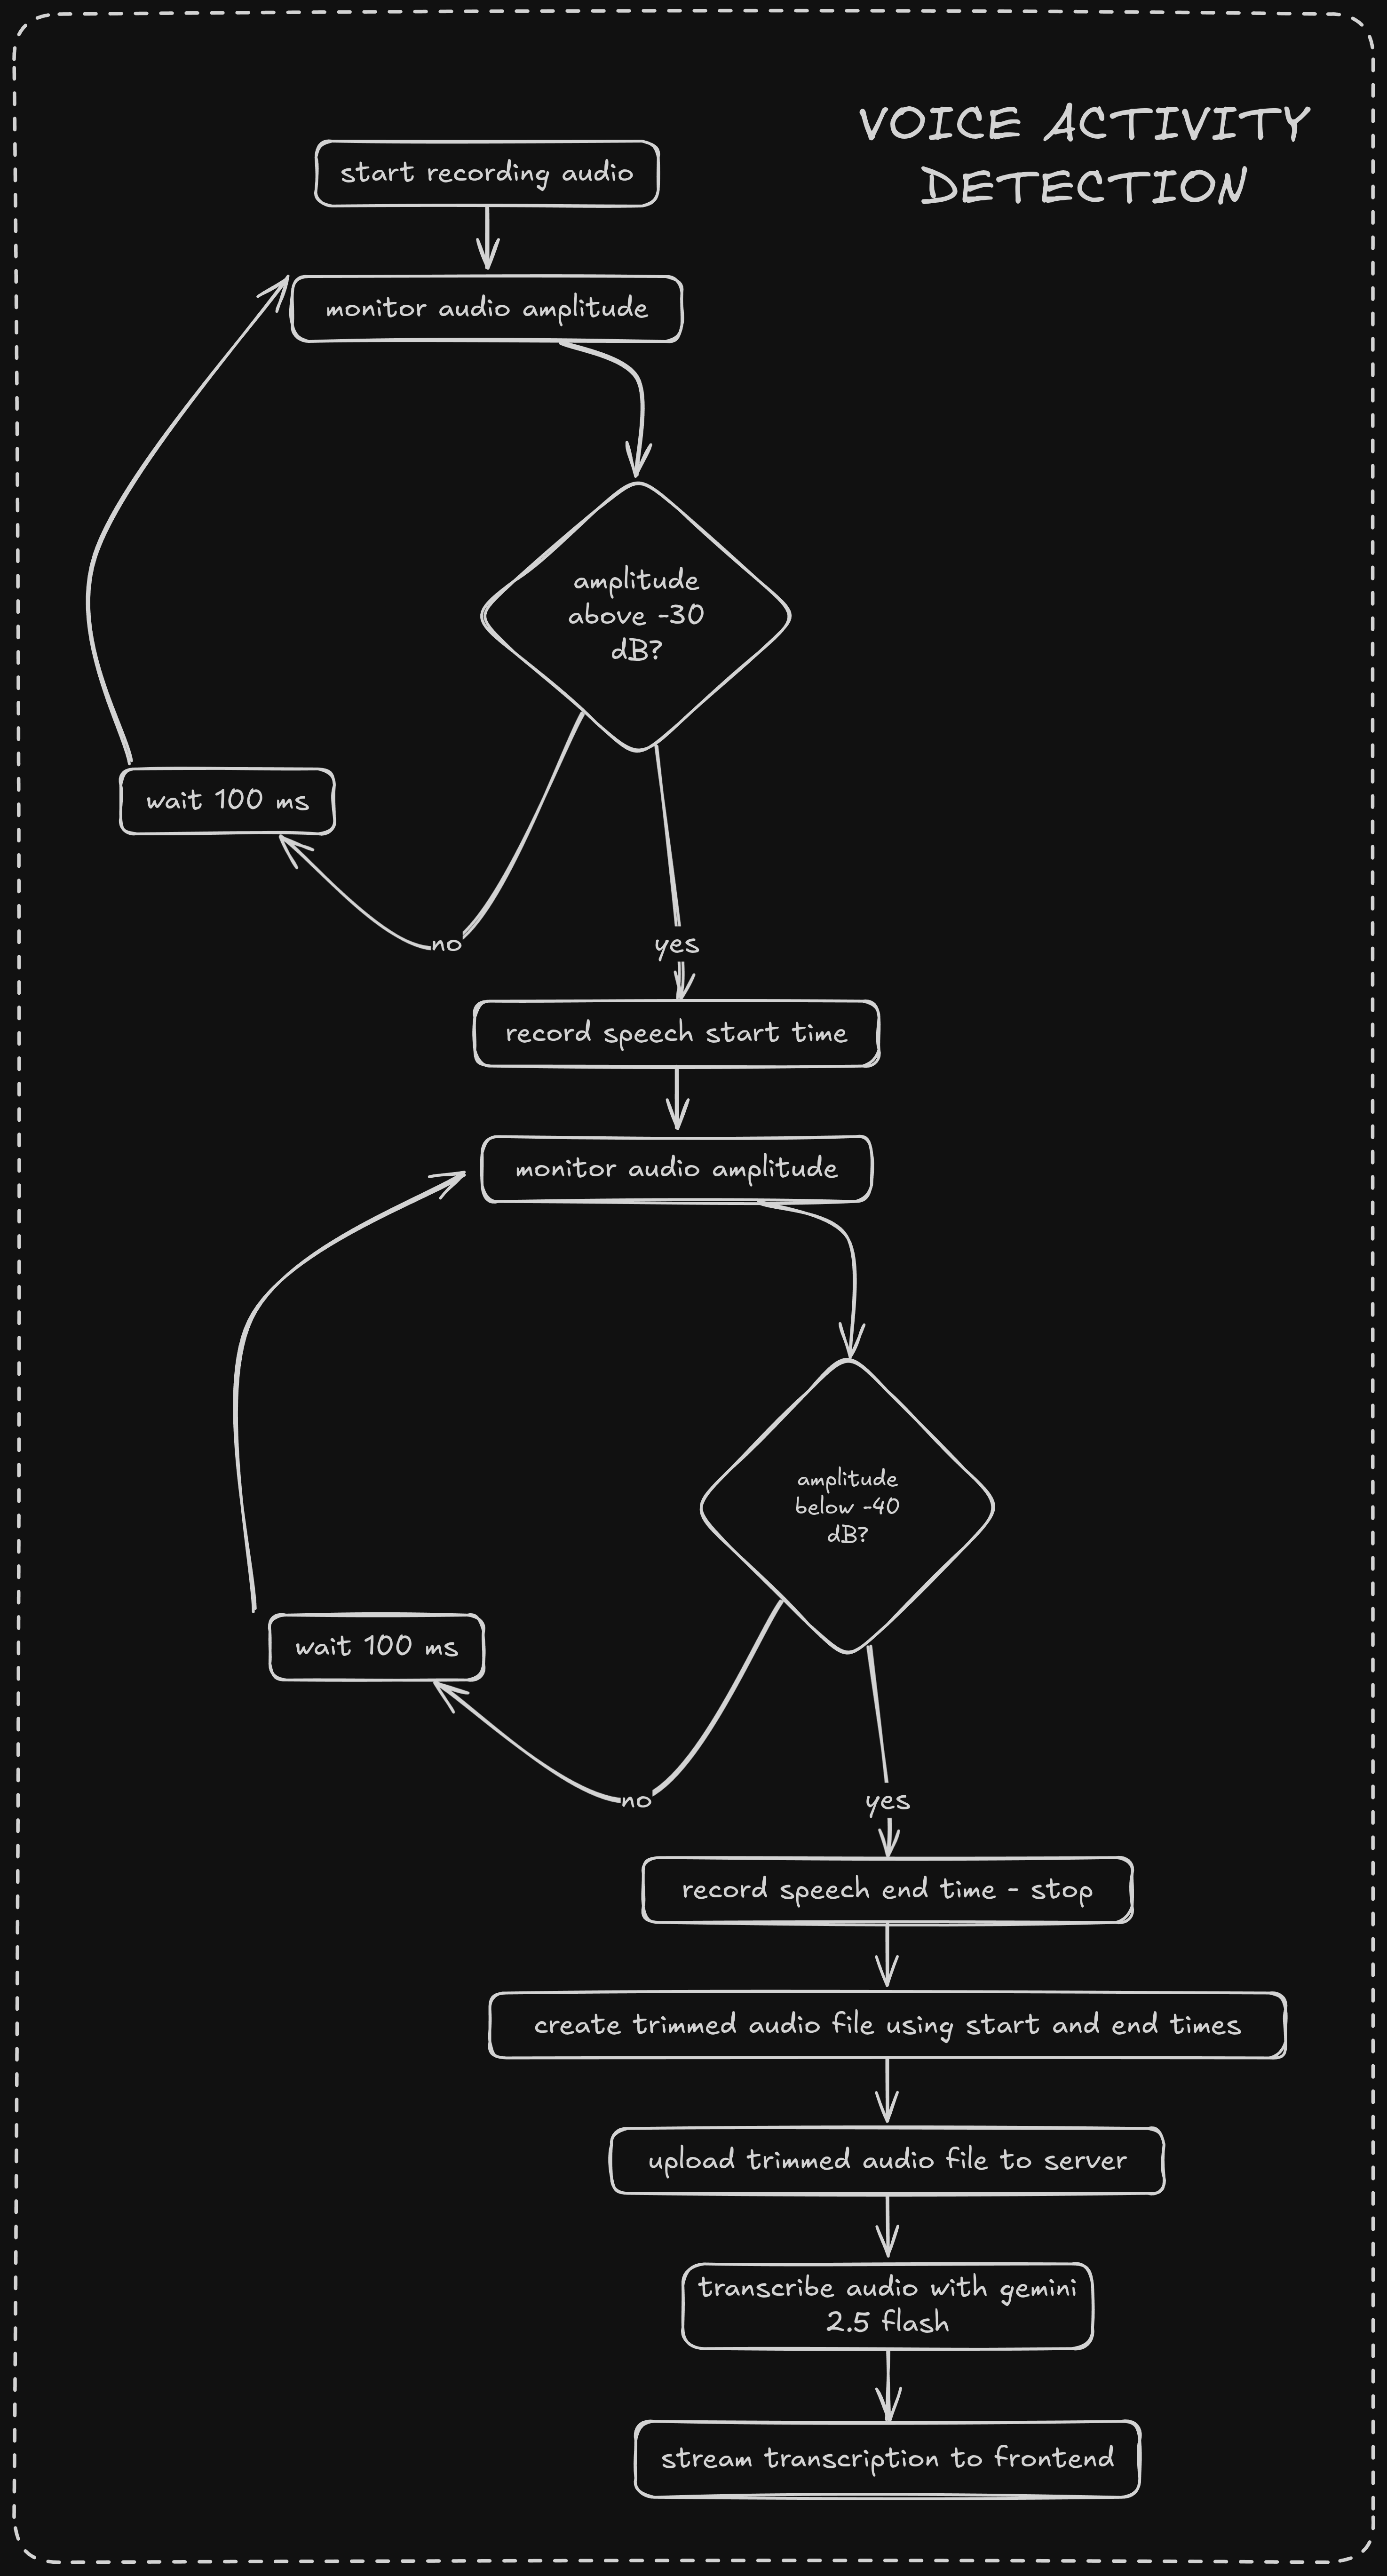 VOICE ACTIVITY
DETECTION
start recording audio
monitor audio amplitude
amplitude
above -30
dB?
wait 100 ms
no
yes
record speech start time
monitor audio amplitude
amplitude
below -40
dB?
wait 100 ms
no
yes
record speech end time - stop
create trimmed audio file using start and end times
upload trimmed audio file to server
transcribe audio with gemini
2.5 flash
stream transcription to frontend